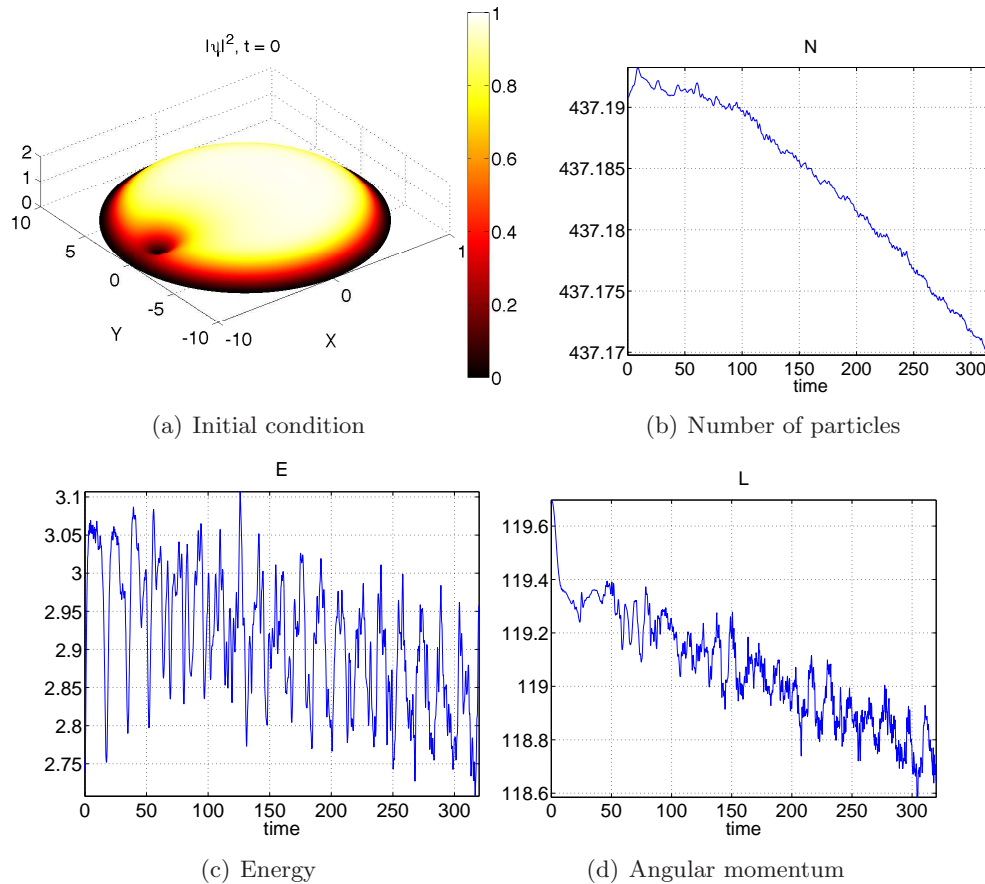 |ψ|², t = 0
2
1
0
10
5
0
-5
-10
Y
-10
0
1
X
1
0.8
0.6
0.4
0.2
0
(a) Initial condition
N
437.19
437.185
437.18
437.175
437.17
0 50 100 150 200 250 300
time
(b) Number of particles
E
3.1
3.05
3
2.95
2.9
2.85
2.8
2.75
0 50 100 150 200 250 300
time
(c) Energy
L
119.6
119.4
119.2
119
118.8
118.6
0 50 100 150 200 250 300
time
(d) Angular momentum